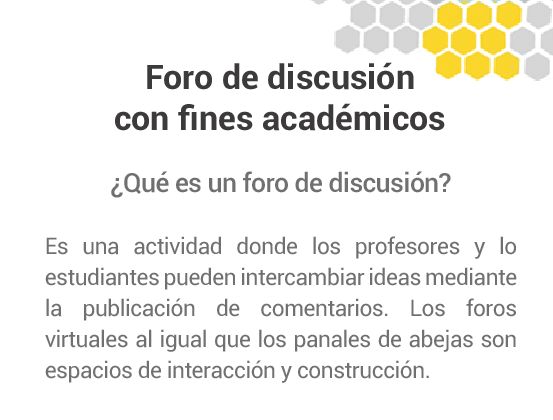 Foro de discusión
con fines académicos
¿Qué es un foro de discusión?
Es una actividad donde los profesores y lo
estudiantes pueden intercambiar ideas mediante
la publicación de comentarios. Los foros
virtuales al igual que los panales de abejas son
espacios de interacción y construcción.